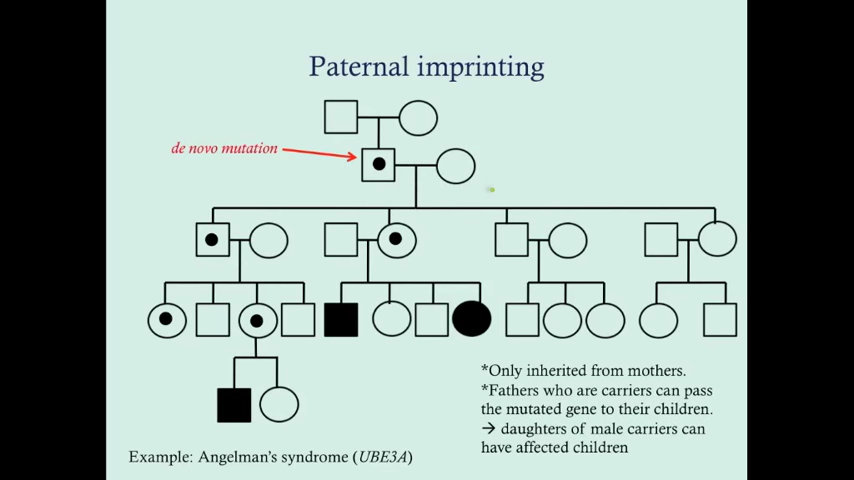 Paternal imprinting
de novo mutation
*Only inherited from mothers.
*Fathers who are carriers can pass
the mutated gene to their children.
→ daughters of male carriers can
have affected children
Example: Angelman's syndrome (UBE3A)